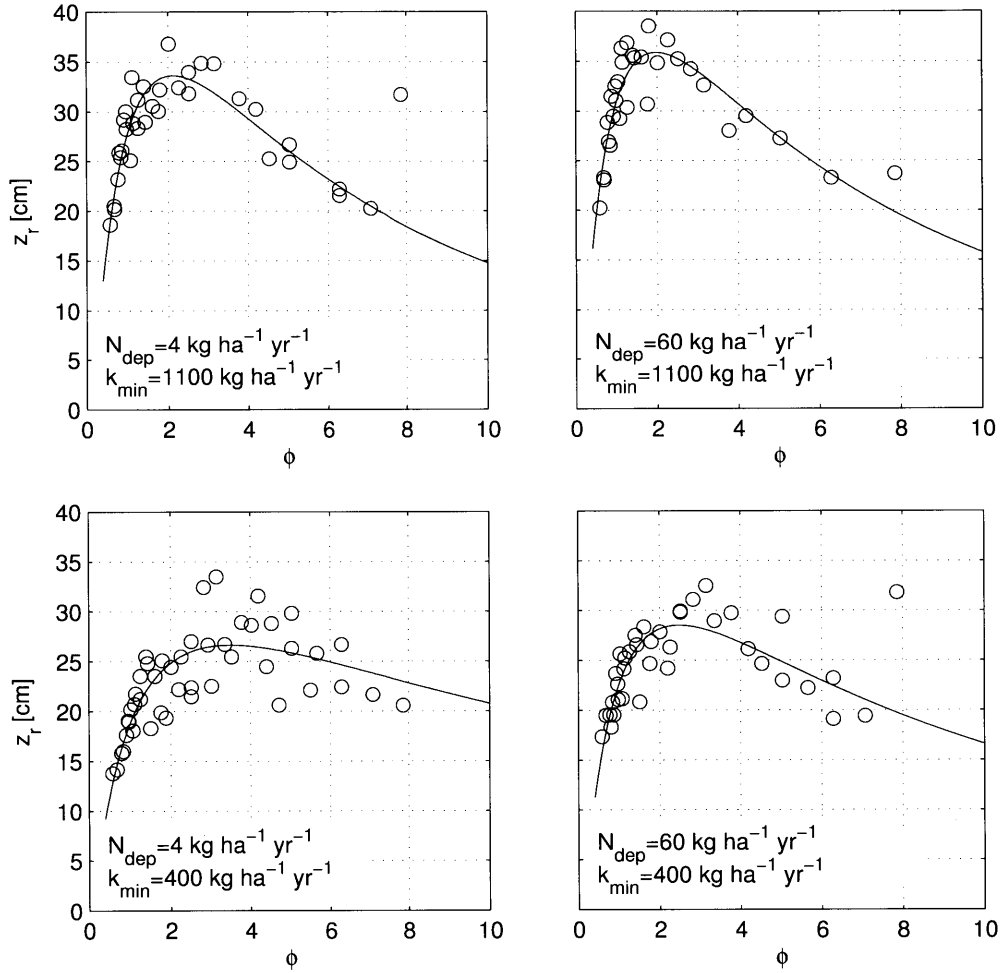 40
35
30
25
20
15
10
5
0
z_r [cm]
N_dep=4 kg ha⁻¹ yr⁻¹
k_min=1100 kg ha⁻¹ yr⁻¹
0 2 4 6 8 10
ϕ
N_dep=60 kg ha⁻¹ yr⁻¹
k_min=1100 kg ha⁻¹ yr⁻¹
0 2 4 6 8 10
ϕ
40
35
30
25
20
15
10
5
0
z_r [cm]
N_dep=4 kg ha⁻¹ yr⁻¹
k_min=400 kg ha⁻¹ yr⁻¹
0 2 4 6 8 10
ϕ
N_dep=60 kg ha⁻¹ yr⁻¹
k_min=400 kg ha⁻¹ yr⁻¹
0 2 4 6 8 10
ϕ